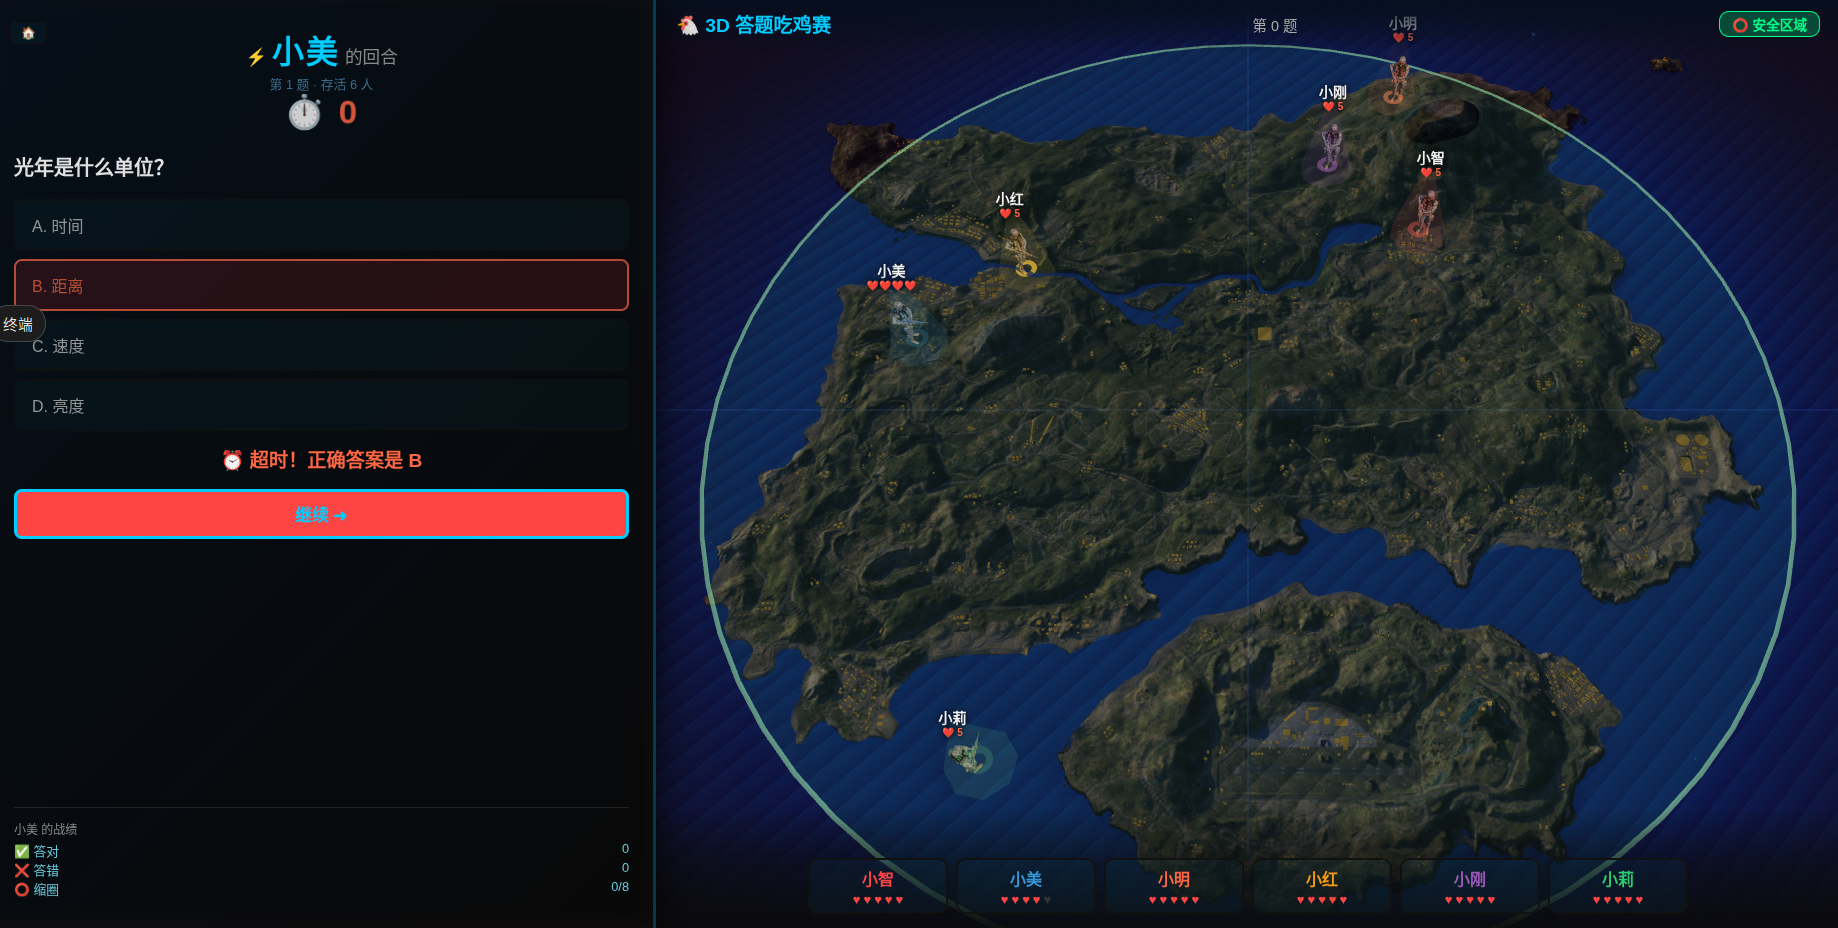 小美 的回合
第 1 题 · 存活 6 人
0
光年是什么单位?
A. 时间
B. 距离
终端
C. 速度
D. 亮度
超时！正确答案是 B
继续 →
小美 的战绩
答对 0
答错 0
缩圈 0/8
3D 答题吃鸡赛
第 0 题
安全区域
小明
5
小刚
5
小智
5
小红
5
小美
小莉
5
小智
小美
小明
小红
小刚
小莉